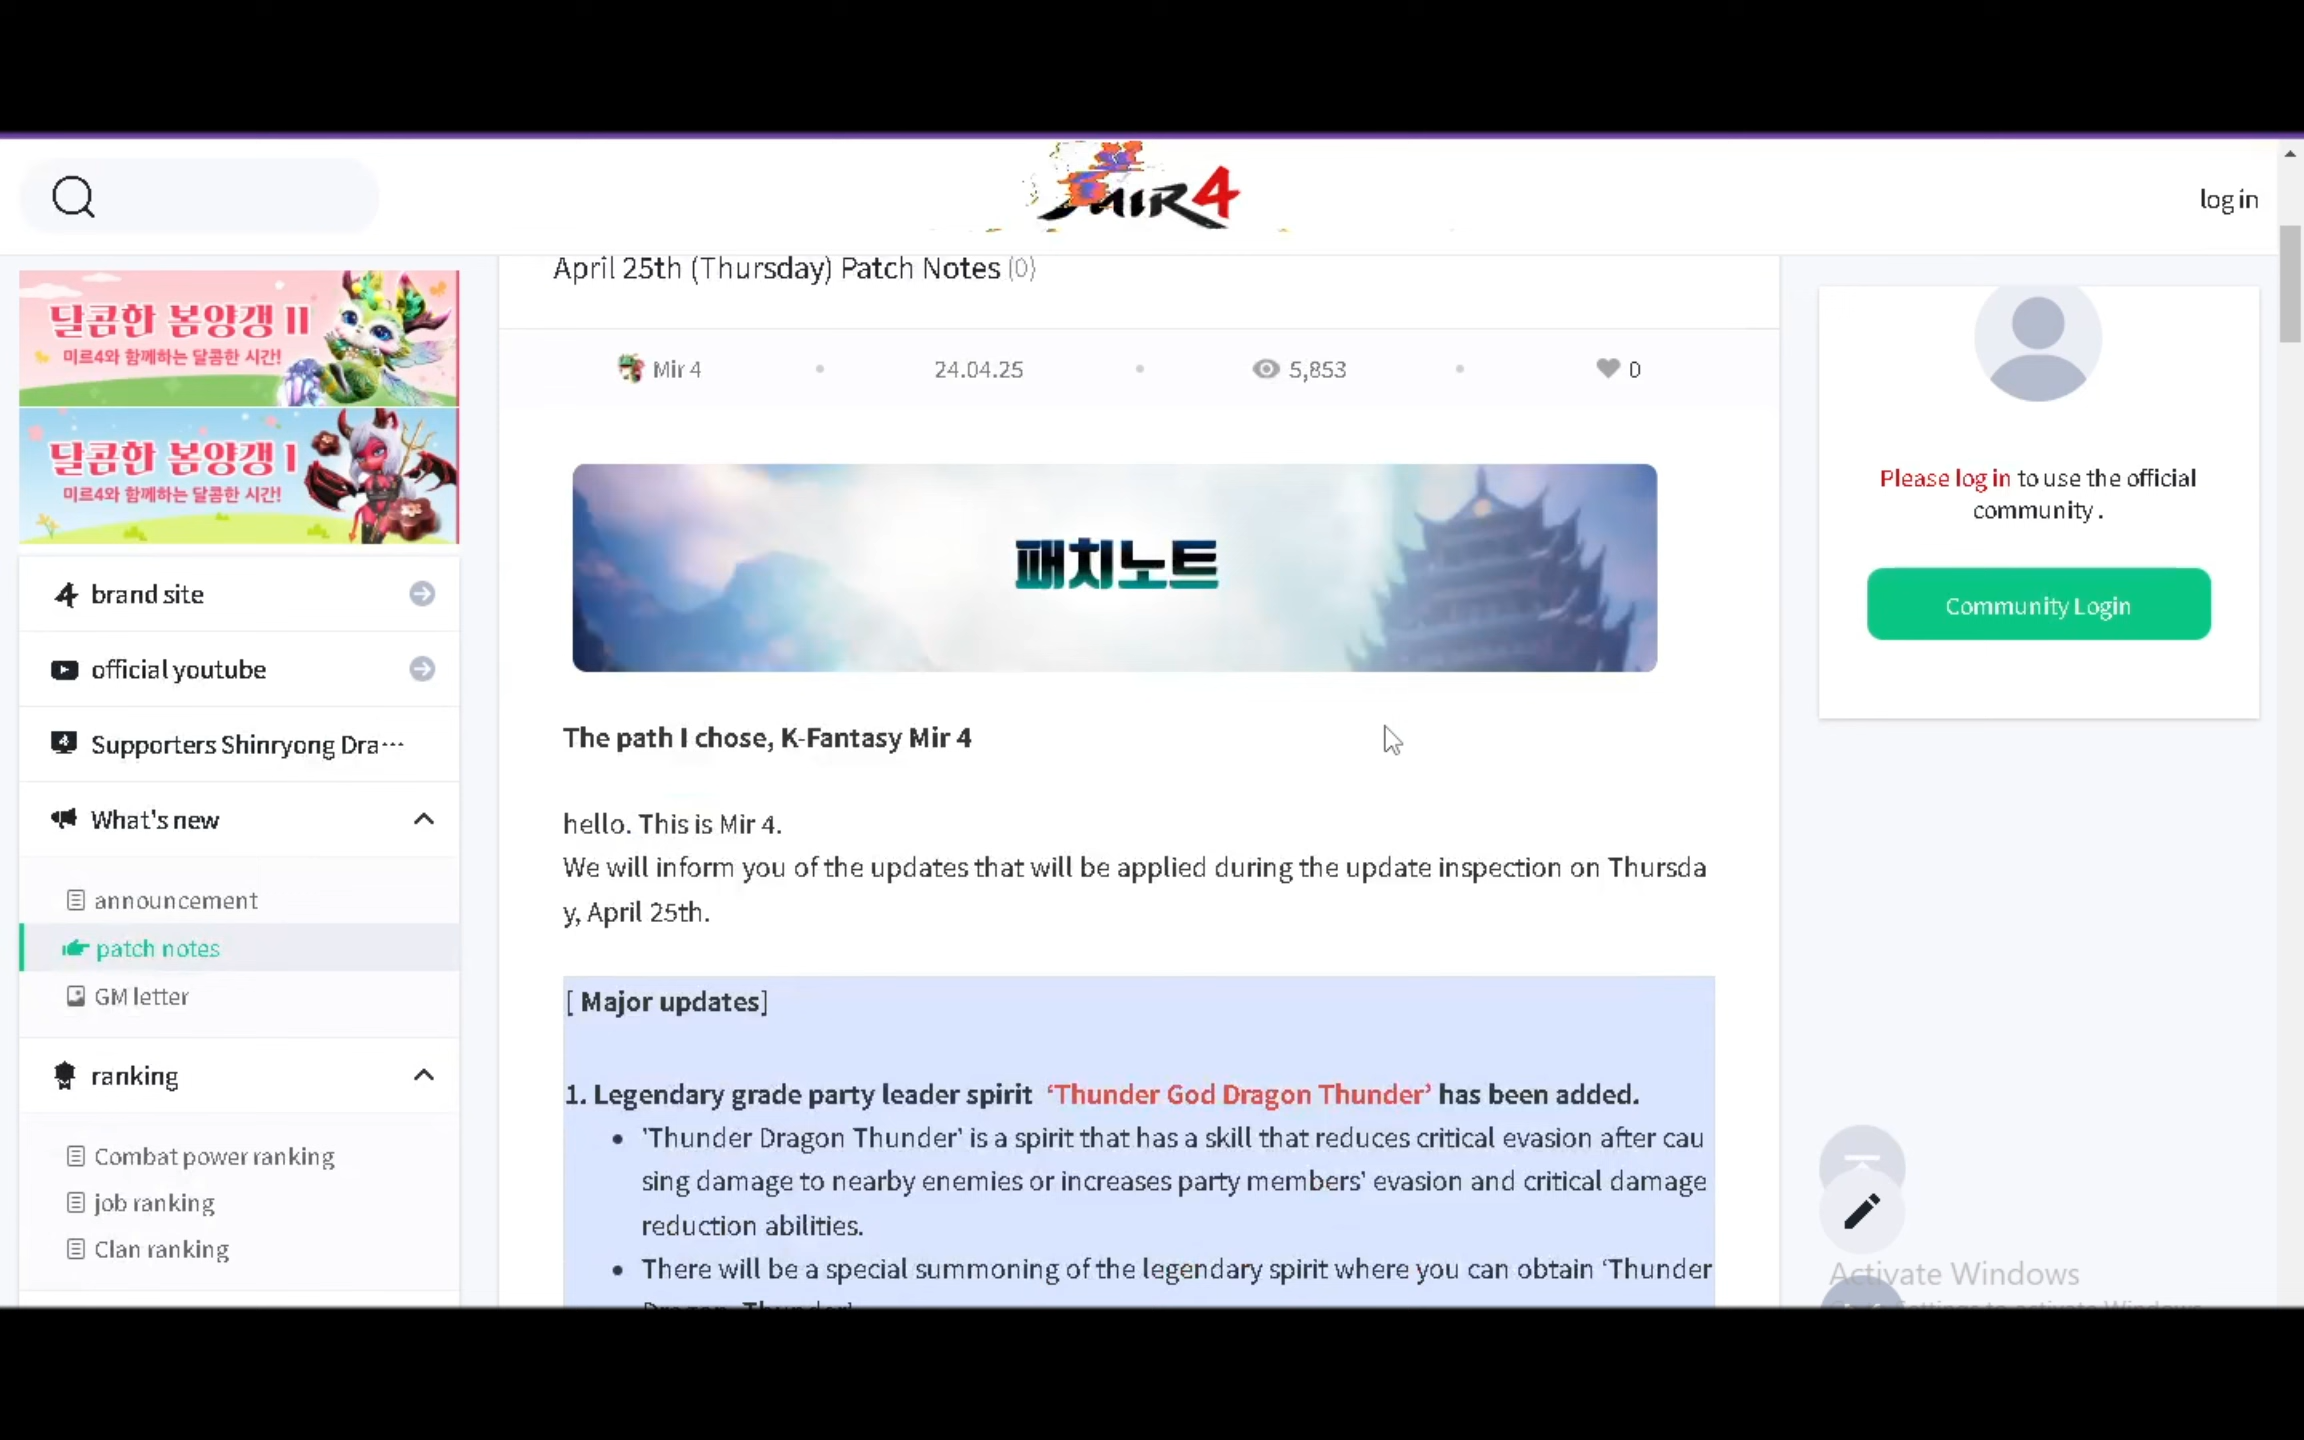 MIR4
log in
April 25th (Thursday) Patch Notes (0)
달콤한 봄양갱 II
미르4와 함께하는 달콤한 시간!
달콤한 봄양갱 I
미르4와 함께하는 달콤한 시간!
Mir 4
24.04.25
5,853
0
패치노트
Please log in to use the official
community .
Community Login
brand site
official youtube
Supporters Shinryong Dra···
What's new
announcement
patch notes
GM letter
ranking
Combat power ranking
job ranking
Clan ranking
The path I chose, K-Fantasy Mir 4
hello. This is Mir 4.
We will inform you of the updates that will be applied during the update inspection on Thursda
y, April 25th.
[ Major updates]
1. Legendary grade party leader spirit ‘Thunder God Dragon Thunder’ has been added.
• 'Thunder Dragon Thunder' is a spirit that has a skill that reduces critical evasion after cau
sing damage to nearby enemies or increases party members' evasion and critical damage
reduction abilities.
• There will be a special summoning of the legendary spirit where you can obtain ‘Thunder
Activate Windows